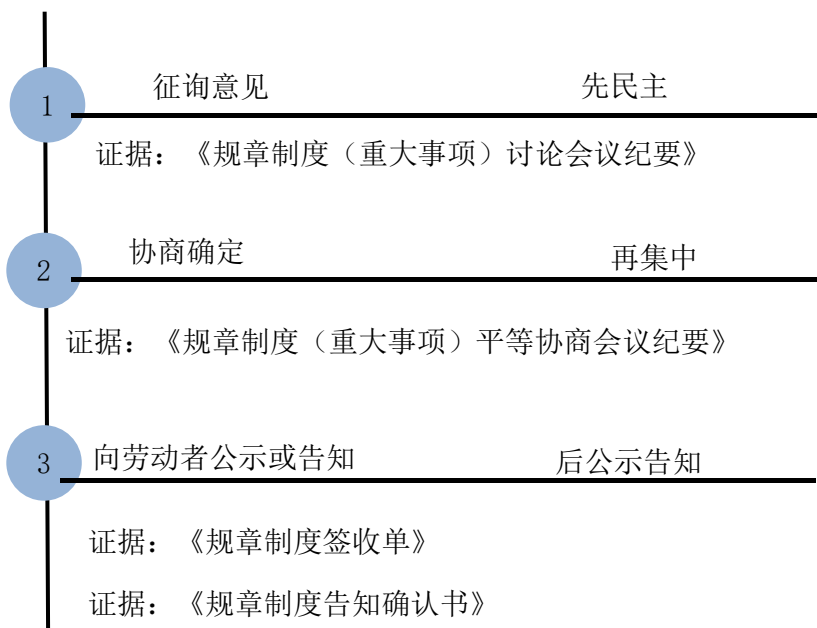 1 征询意见 先民主
证据：《规章制度（重大事项）讨论会议纪要》
2 协商确定 再集中
证据：《规章制度（重大事项）平等协商会议纪要》
3 向劳动者公示或告知 后公示告知
证据：《规章制度签收单》
证据：《规章制度告知确认书》